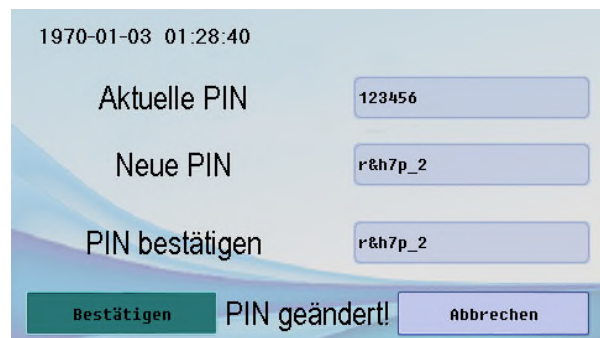 1970-01-03 01:28:40
Aktuelle PIN 123456
Neue PIN r&h7p_2
PIN bestätigen r&h7p_2
Bestätigen PIN geändert! Abbrechen